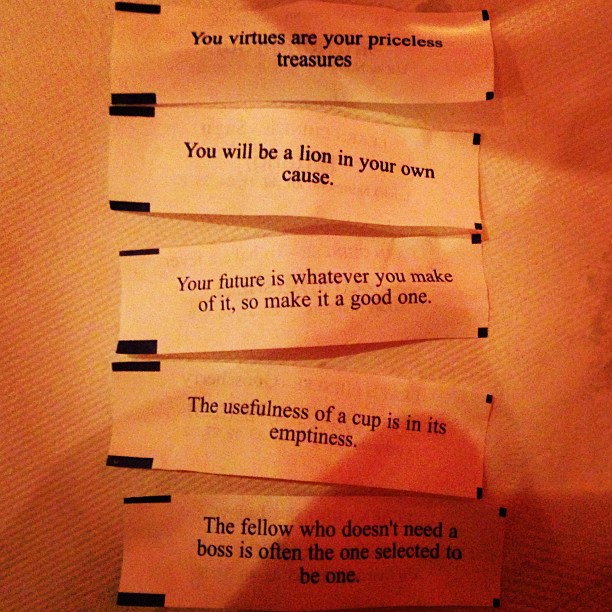 You virtues are your priceless
treasures
You will be a lion in your own
cause.
Your future is whatever you make
of it, so make it a good one.
The usefulness of a cup is in its
emptiness.
The fellow who doesn't need a
boss is often the one selected to
be one.